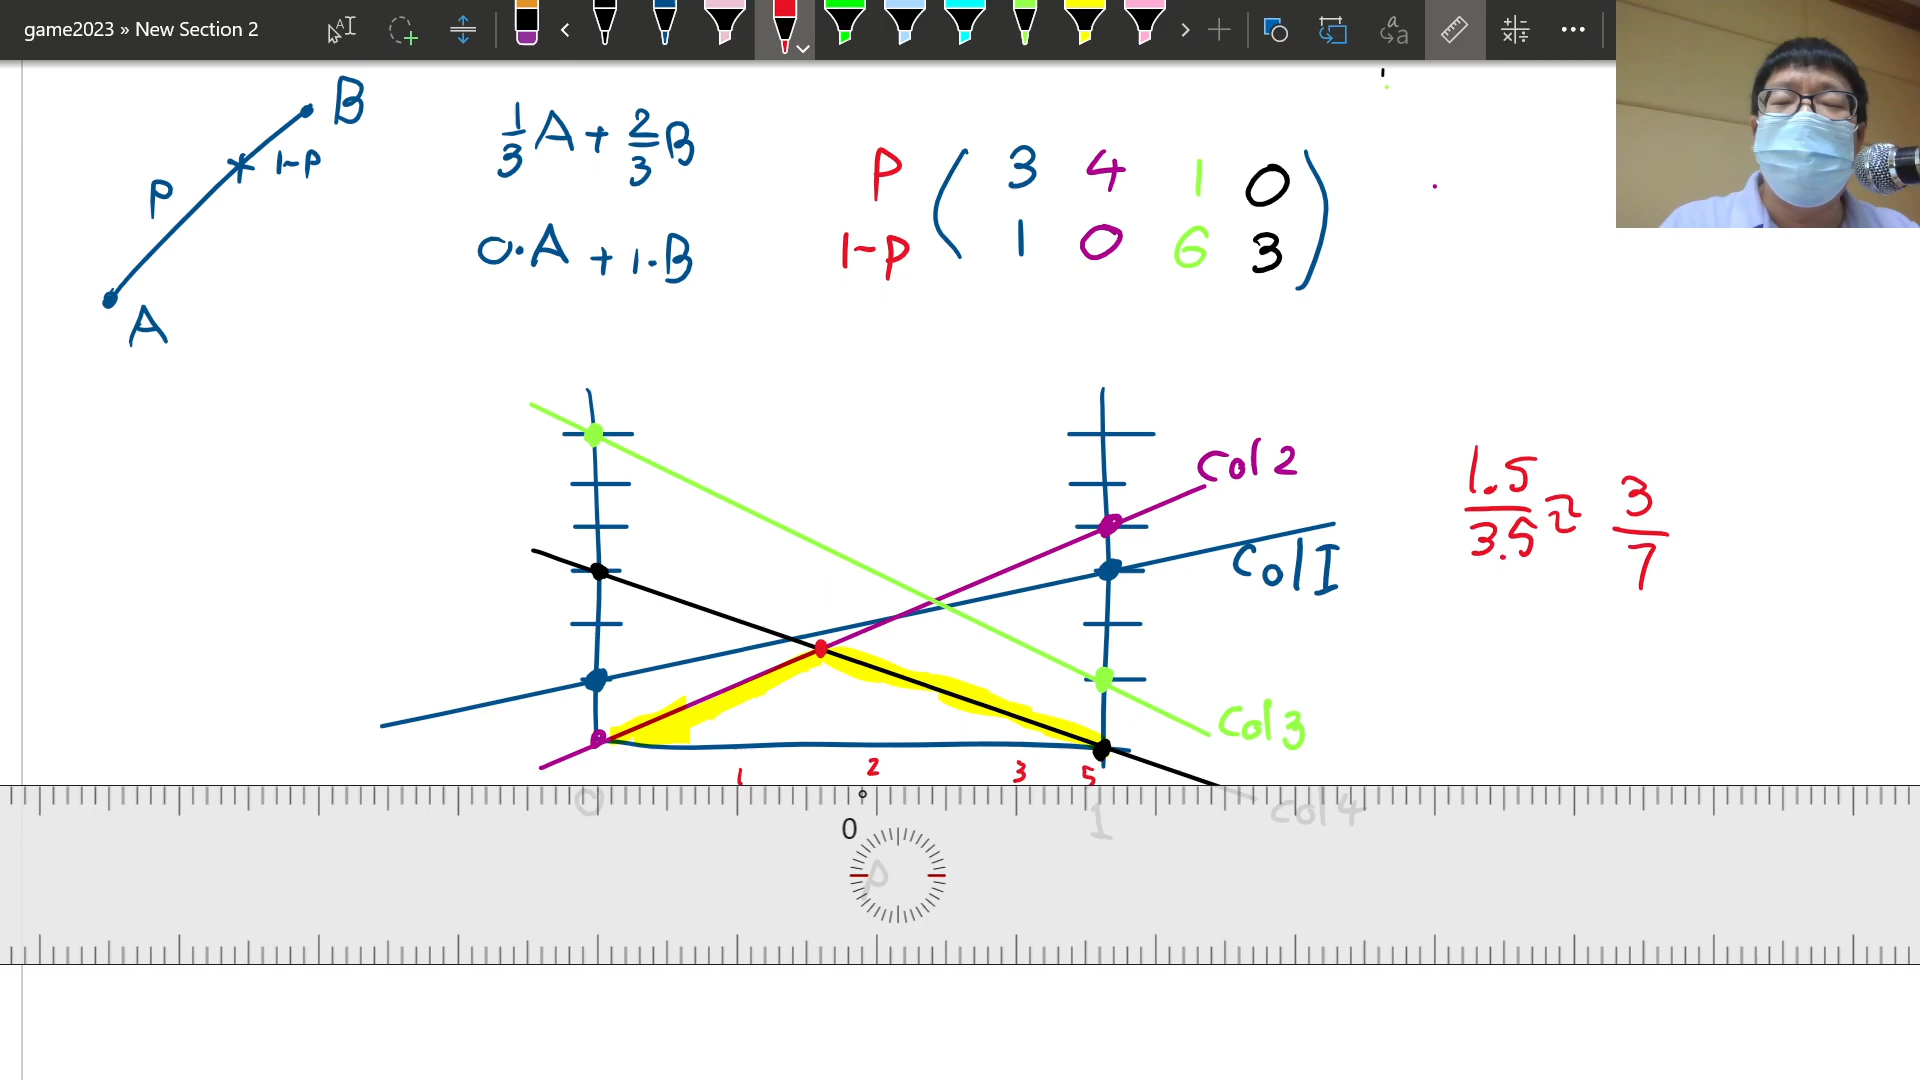 game2023 » New Section 2
B
1-P
P
A
1/3 A + 2/3 B
0·A + 1·B
P ( 3 4 1 0 )
1-P ( 1 0 6 3 )
Col 2
Col I
Col 3
1.5/3.5 ≈ 3/7
1 2 3 5
0 1 Col 4
0
P